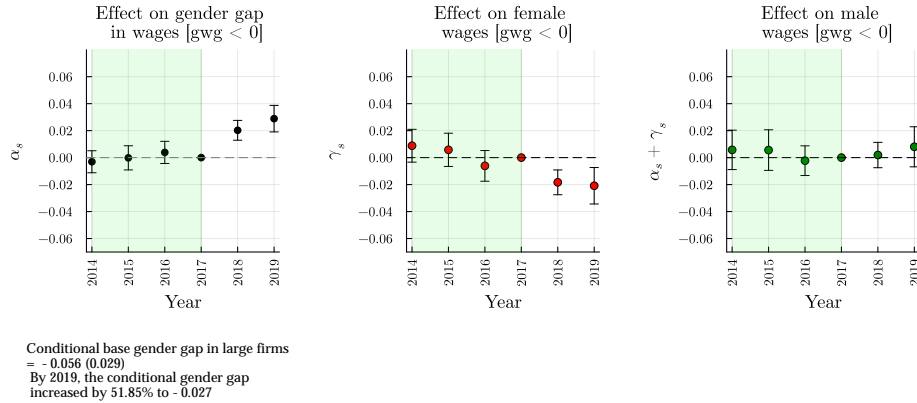 Effect on gender gap
in wages [gwg < 0]
α_s
0.06
0.04
0.02
0.00
−0.02
−0.04
−0.06
2014
2015
2016
2017
2018
2019
Year
Effect on female
wages [gwg < 0]
γ_s
0.06
0.04
0.02
0.00
−0.02
−0.04
−0.06
2014
2015
2016
2017
2018
2019
Year
Effect on male
wages [gwg < 0]
α_s + γ_s
0.06
0.04
0.02
0.00
−0.02
−0.04
−0.06
2014
2015
2016
2017
2018
2019
Year
Conditional base gender gap in large firms
= - 0.056 (0.029)
By 2019, the conditional gender gap
increased by 51.85% to - 0.027